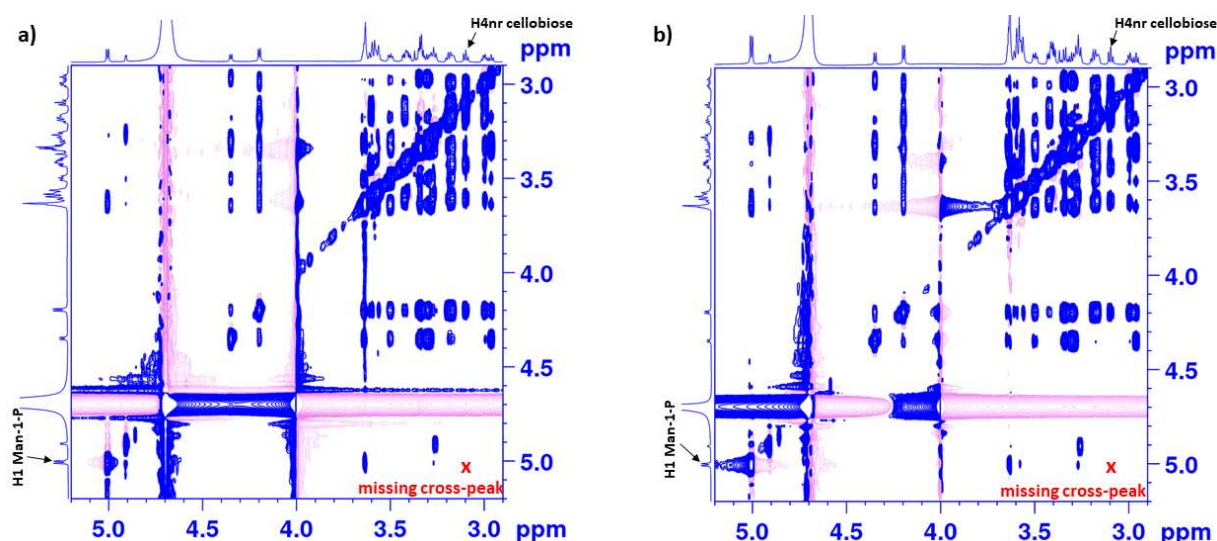 a)
H4nr cellobiose
ppm
3.0
3.5
4.0
4.5
5.0
H1 Man-1-P
x
missing cross-peak
5.0 4.5 4.0 3.5 3.0
ppm
b)
H4nr cellobiose
ppm
3.0
3.5
4.0
4.5
5.0
H1 Man-1-P
x
missing cross-peak
5.0 4.5 4.0 3.5 3.0
ppm